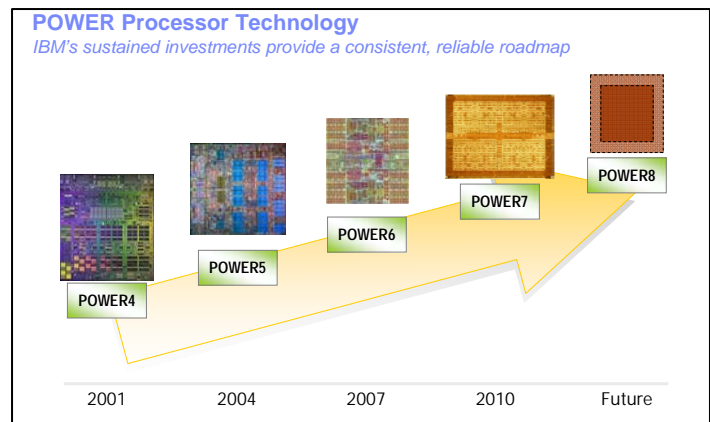 POWER Processor Technology
IBM's sustained investments provide a consistent, reliable roadmap
POWER4
POWER5
POWER6
POWER7
POWER8
2001
2004
2007
2010
Future